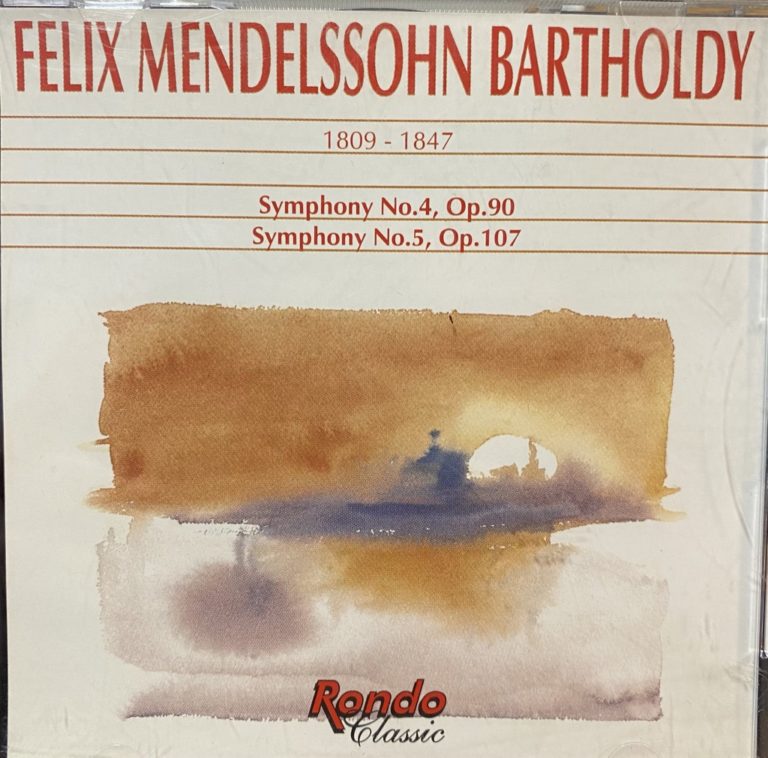 FELIX MENDELSSOHN BARTHOLDY
1809 - 1847
Symphony No.4, Op.90
Symphony No.5, Op.107
Rondo
Classic